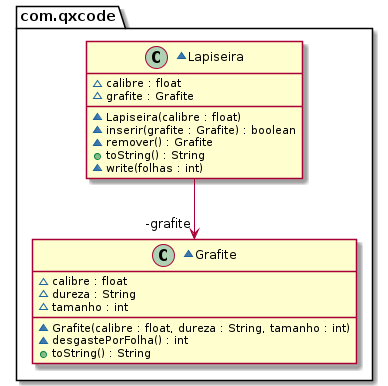 com.qxcode
C Lapiseira
calibre : float
grafite : Grafite
Lapiseira(calibre : float)
inserir(grafite : Grafite) : boolean
remover() : Grafite
toString() : String
write(folhas : int)
-grafite
C Grafite
calibre : float
dureza : String
tamanho : int
Grafite(calibre : float, dureza : String, tamanho : int)
desgastePorFolha() : int
toString() : String